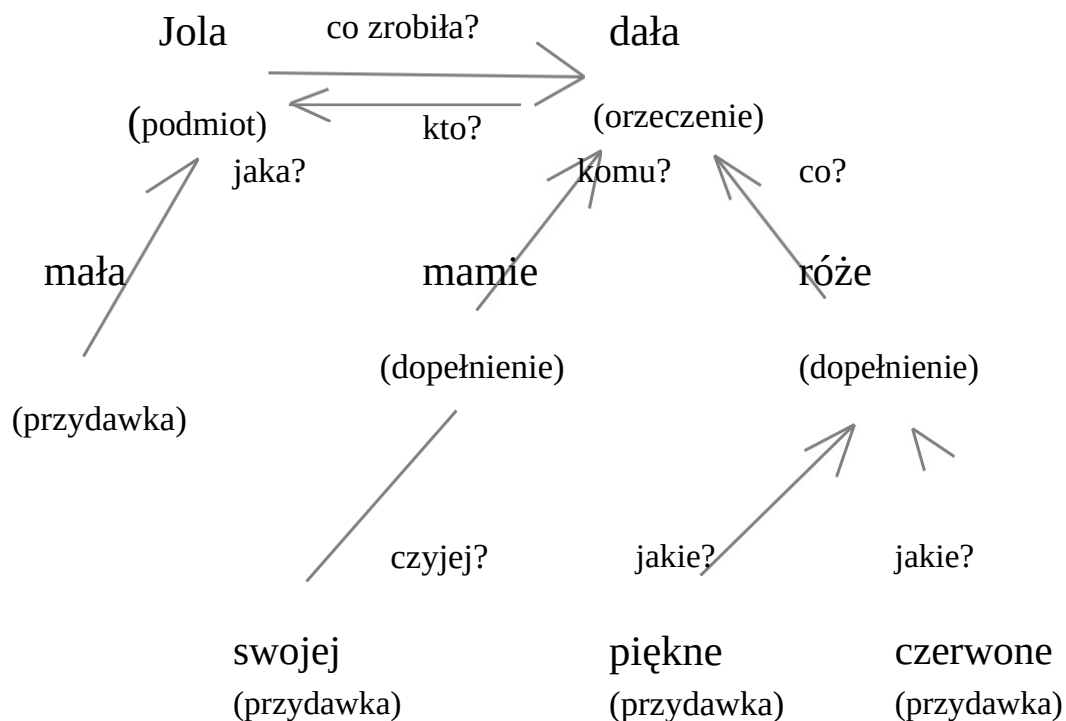 Jola co zrobiła? dała
(podmiot) kto? (orzeczenie)
jaka? komu? co?
mała mamie róże
(dopełnienie) (dopełnienie)
(przydawka)
czyjej? jakie? jakie?
swojej piękne czerwone
(przydawka) (przydawka) (przydawka)